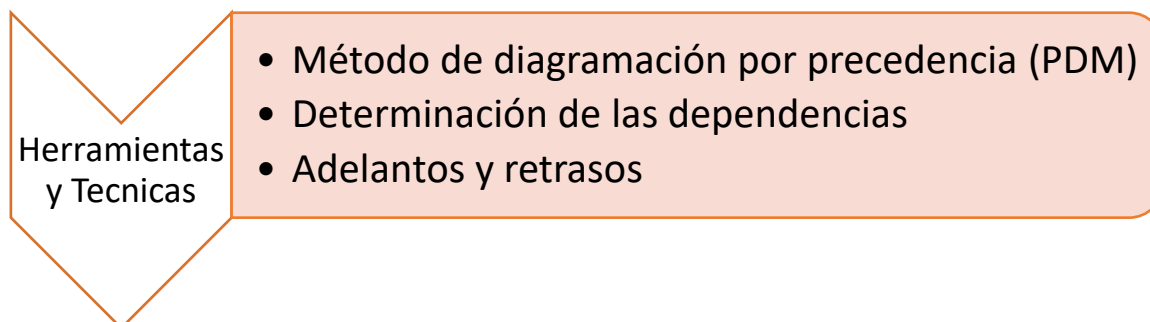 Herramientas
y Tecnicas
• Método de diagramación por precedencia (PDM)
• Determinación de las dependencias
• Adelantos y retrasos